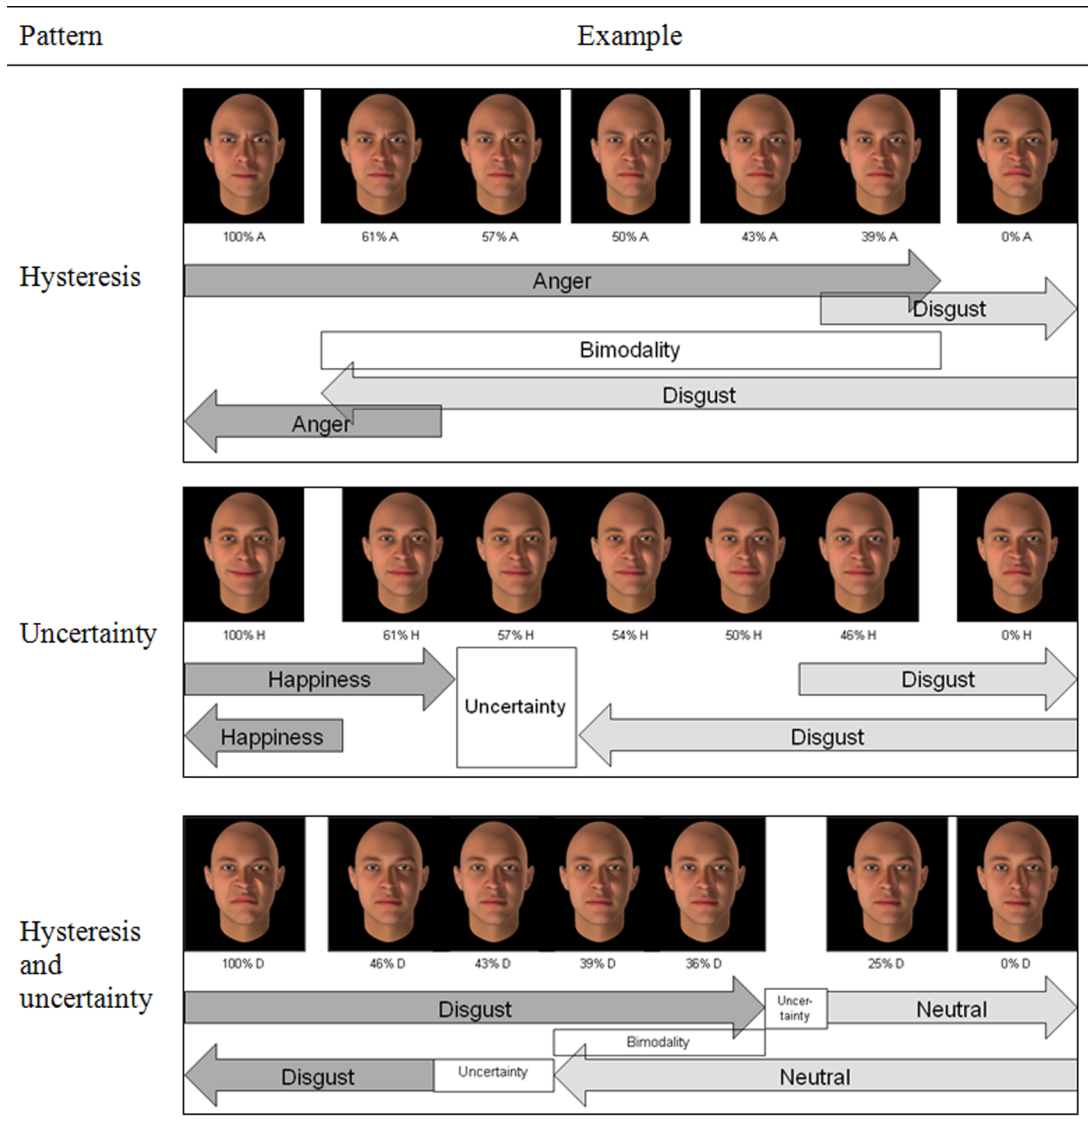 Pattern Example
100% A 61% A 57% A 50% A 43% A 39% A 0% A
Hysteresis
Anger
Disgust
Bimodality
Disgust
Anger
100% H 61% H 57% H 54% H 50% H 46% H 0% H
Uncertainty
Happiness
Disgust
Uncertainty
Happiness
Disgust
100% D 46% D 43% D 39% D 36% D 25% D 0% D
Hysteresis
and
uncertainty
Disgust
Uncer-
tainty
Neutral
Bimodality
Disgust
Uncertainty
Neutral